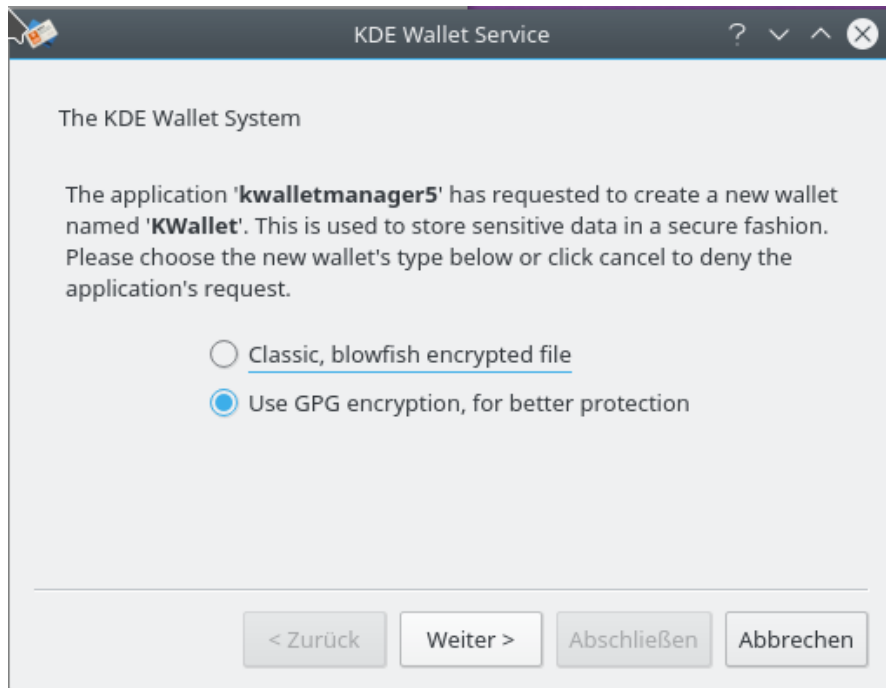 KDE Wallet Service
The KDE Wallet System
The application 'kwalletmanager5' has requested to create a new wallet
named 'KWallet'. This is used to store sensitive data in a secure fashion.
Please choose the new wallet's type below or click cancel to deny the
application's request.
Classic, blowfish encrypted file
Use GPG encryption, for better protection
< Zurück Weiter > Abschließen Abbrechen